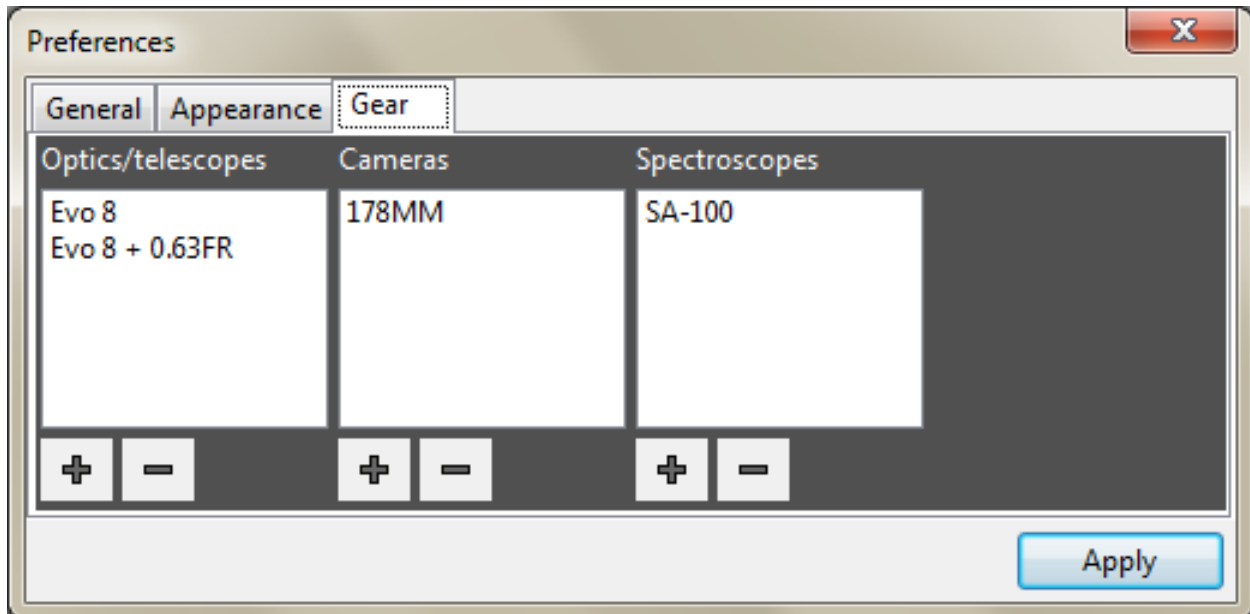 Preferences
General Appearance Gear
Optics/telescopes Cameras Spectroscopes
Evo 8 178MM SA-100
Evo 8 + 0.63FR
Apply